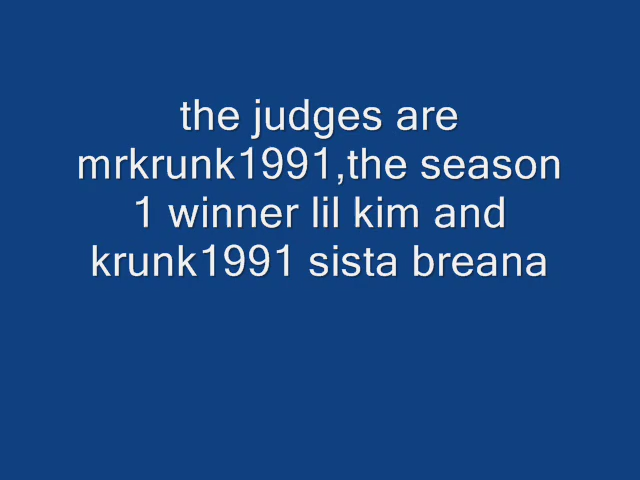 the judges are
mrkrunk1991,the season
1 winner lil kim and
krunk1991 sista breana